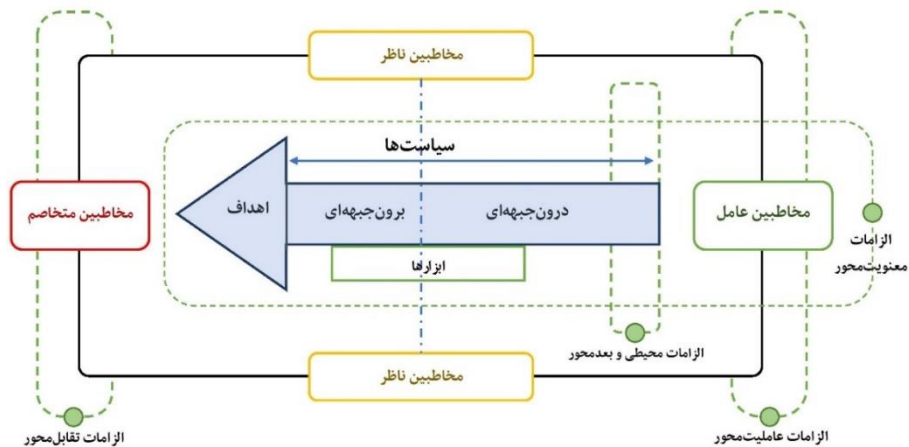 مخاطبین ناظر
سیاست‌ها
مخاطبین عامل
درون‌جبهه‌ای
برون‌جبهه‌ای
اهداف
مخاطبین متخاصم
الزامات
معنویت‌محور
ابزارها
الزامات محیطی و بعدمحور
مخاطبین ناظر
الزامات عاملیت‌محور
الزامات تقابل‌محور